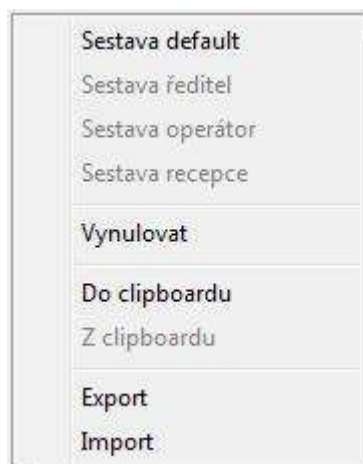 Sestava default
Sestava ředitel
Sestava operátor
Sestava recepce
Vynulovat
Do clipboardu
Z clipboardu
Export
Import